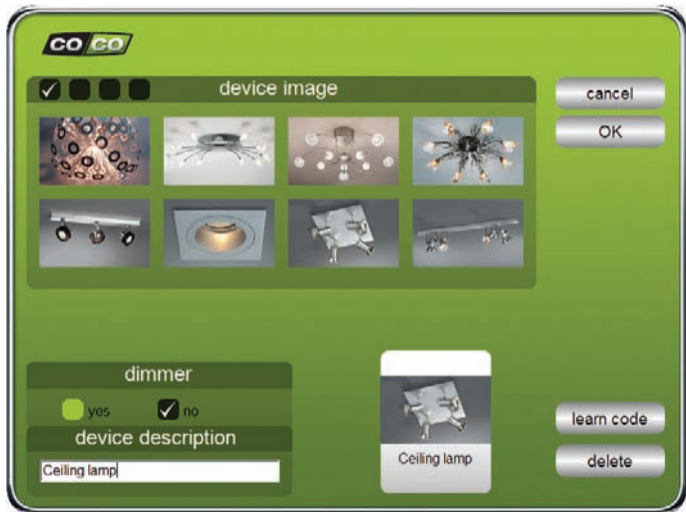 CO CO
device image
cancel
OK
dimmer
yes
no
device description
Ceiling lamp
Ceiling lamp
learn code
delete